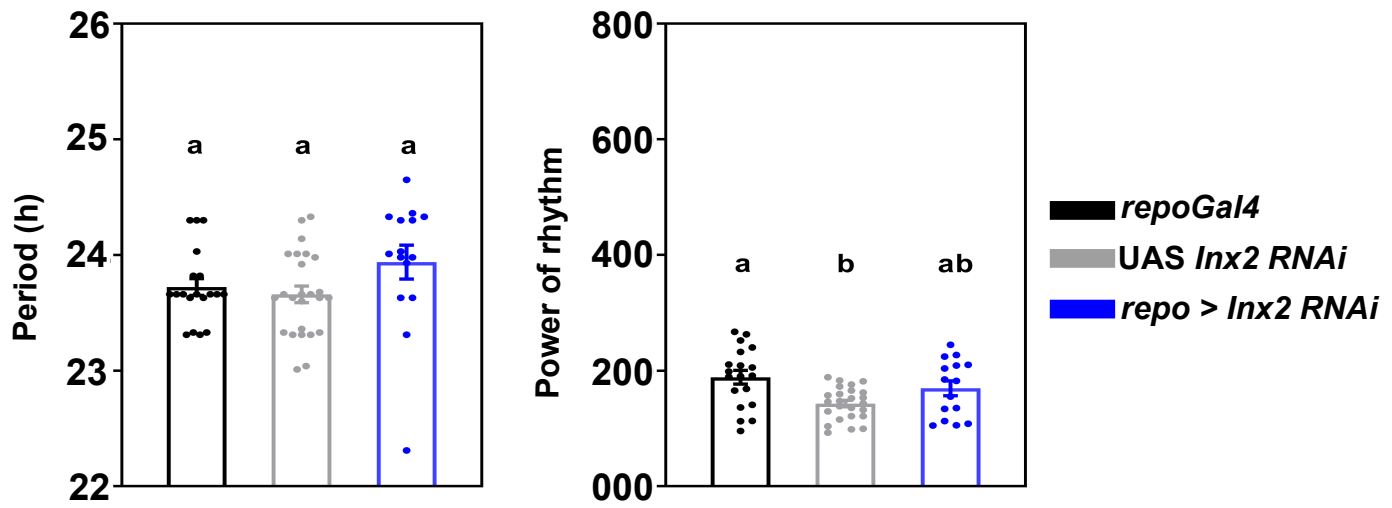 Period (h)
26
25
24
23
22
a a a
Power of rhythm
800
600
400
200
000
a b ab
repoGal4
UAS Inx2 RNAi
repo > Inx2 RNAi